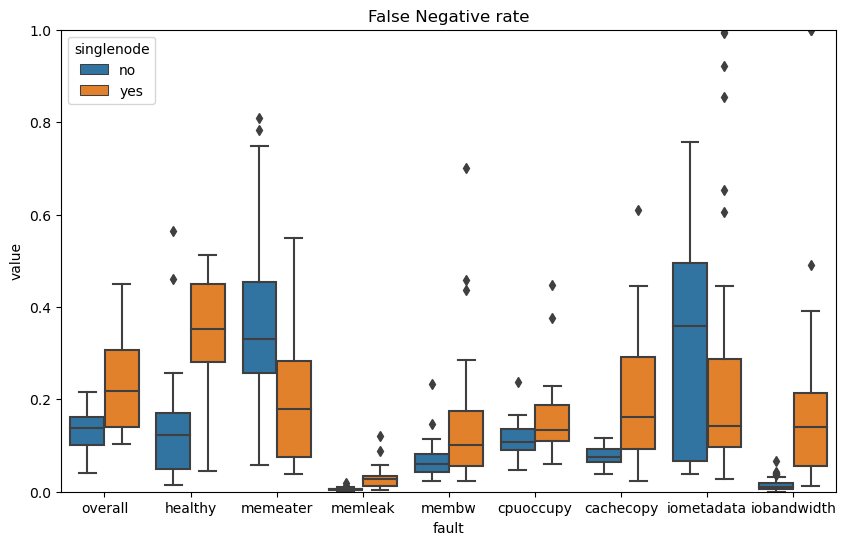 False Negative rate
singlenode
no
yes
value
1.0
0.8
0.6
0.4
0.2
0.0
overall healthy memeater memleak membw cpuoccupy cachecopy iometadata iobandwidth
fault